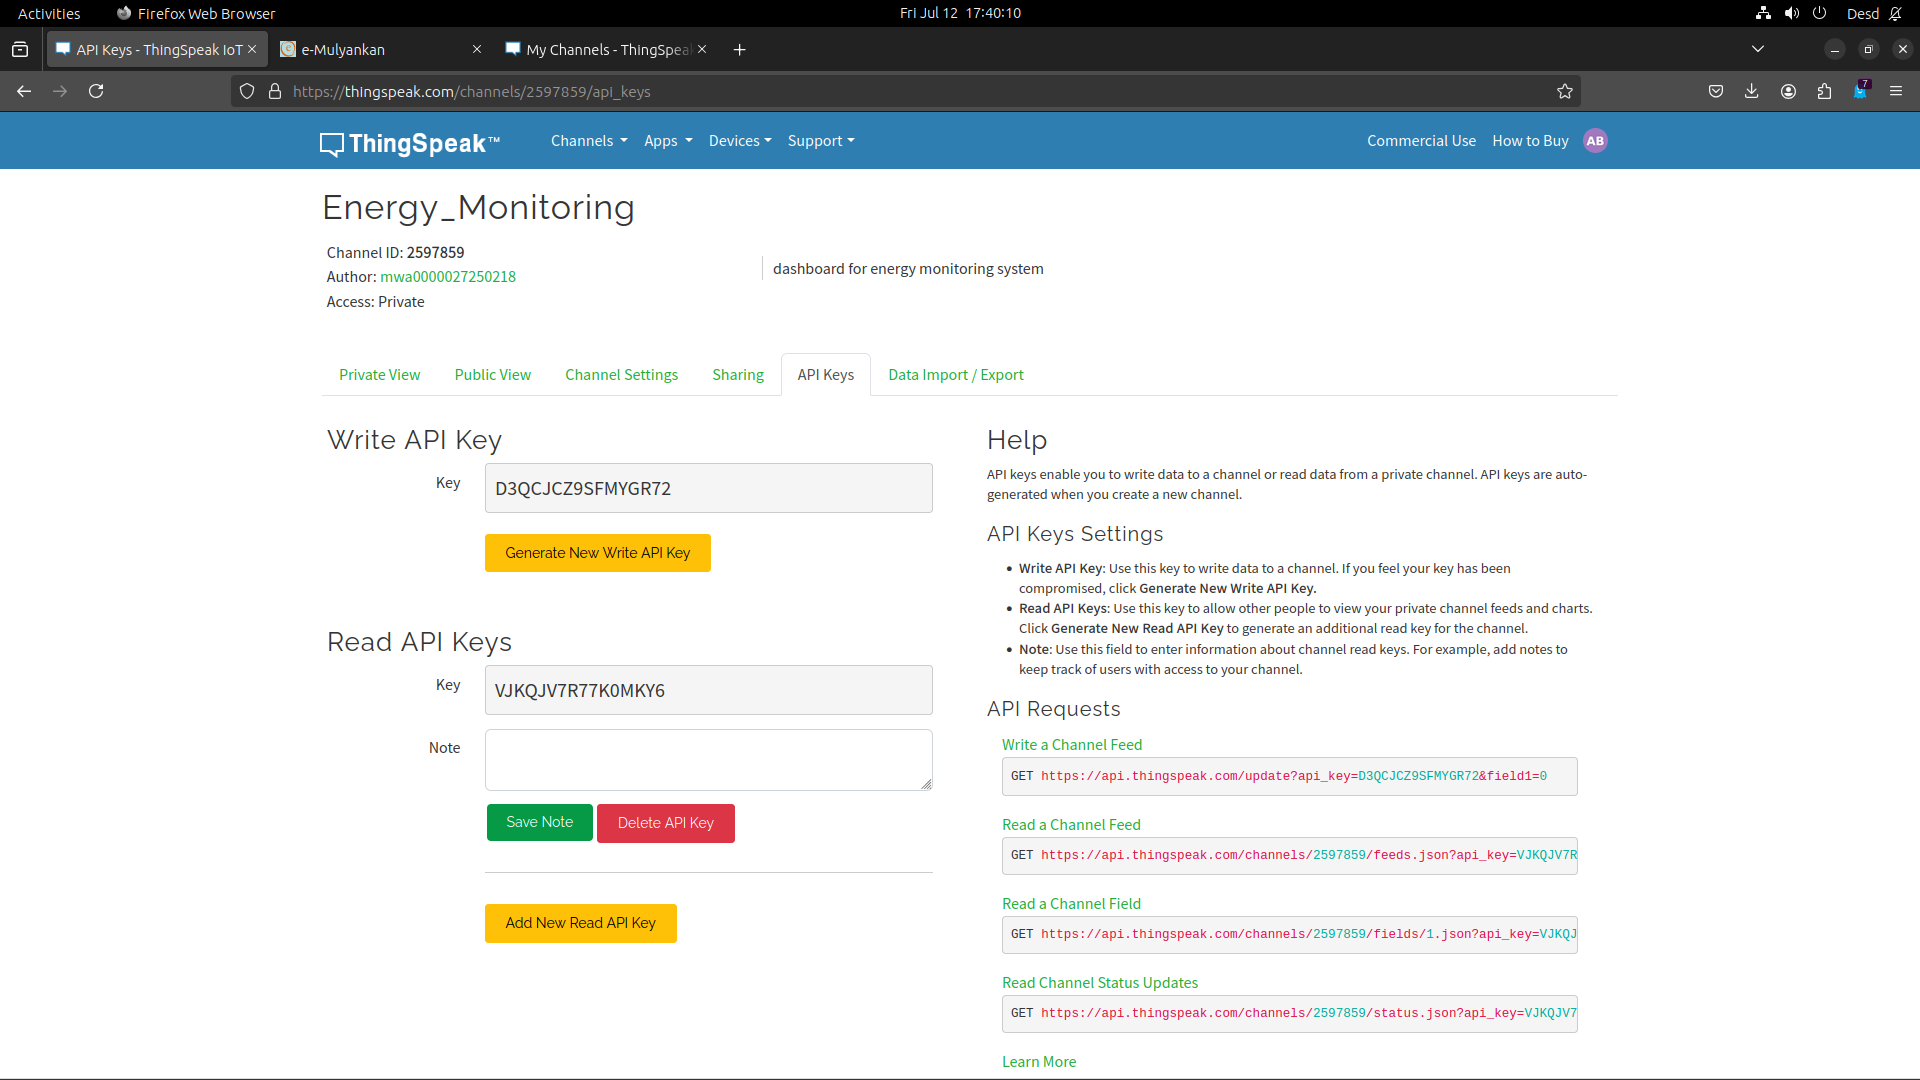 Activities
Firefox Web Browser
Fri Jul 12 17:40:10
Desd
API Keys - ThingSpeak IoT
e-Mulyankan
My Channels - ThingSpeak
https://thingspeak.com/channels/2597859/api_keys
7
ThingSpeak™
Channels
Apps
Devices
Support
Commercial Use
How to Buy
AB
Energy_Monitoring
Channel ID: 2597859
Author: mwa0000027250218
Access: Private
dashboard for energy monitoring system
Private View
Public View
Channel Settings
Sharing
API Keys
Data Import / Export
Write API Key
Key
D3QCJCZ9SFMYGR72
Generate New Write API Key
Read API Keys
Key
VJKQJV7R77K0MKY6
Note
Save Note
Delete API Key
Add New Read API Key
Help
API keys enable you to write data to a channel or read data from a private channel. API keys are auto-
generated when you create a new channel.
API Keys Settings
• Write API Key: Use this key to write data to a channel. If you feel your key has been
compromised, click Generate New Write API Key.
• Read API Keys: Use this key to allow other people to view your private channel feeds and charts.
Click Generate New Read API Key to generate an additional read key for the channel.
• Note: Use this field to enter information about channel read keys. For example, add notes to
keep track of users with access to your channel.
API Requests
Write a Channel Feed
GET https://api.thingspeak.com/update?api_key=D3QCJCZ9SFMYGR72&field1=0
Read a Channel Feed
GET https://api.thingspeak.com/channels/2597859/feeds.json?api_key=VJKQJV7R
Read a Channel Field
GET https://api.thingspeak.com/channels/2597859/fields/1.json?api_key=VJKQJ
Read Channel Status Updates
GET https://api.thingspeak.com/channels/2597859/status.json?api_key=VJKQJV7
Learn More